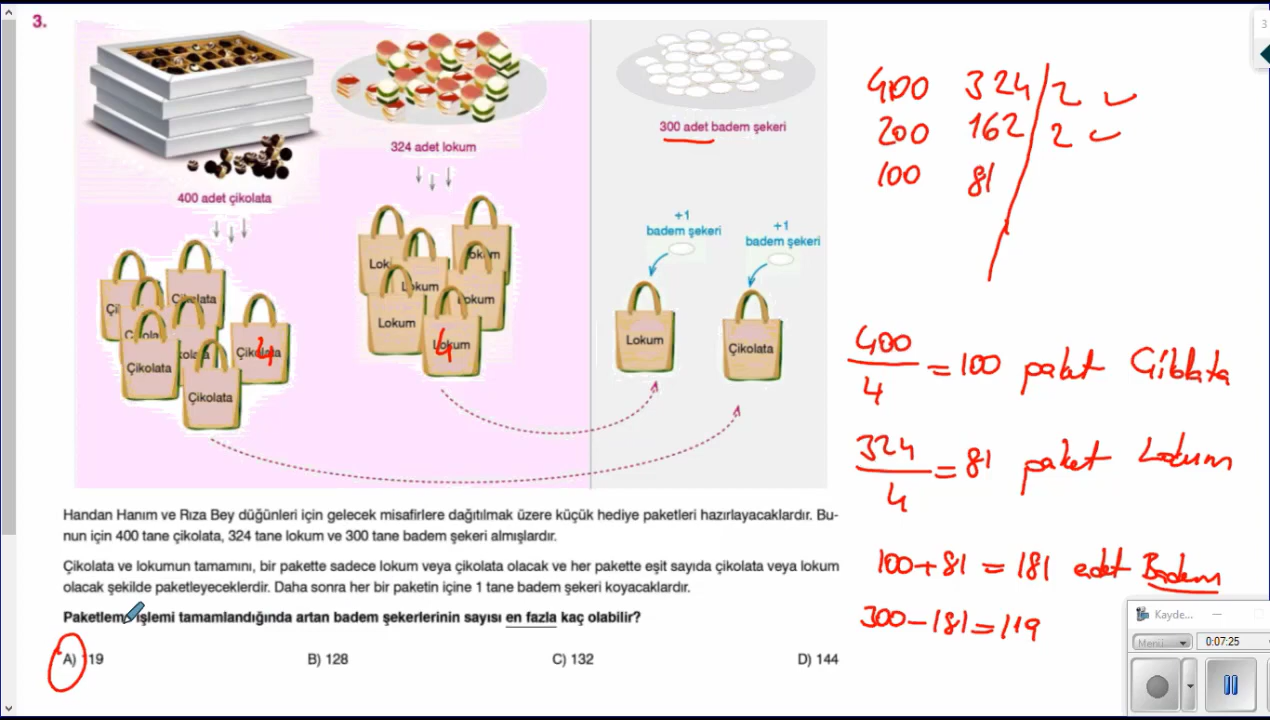 3.
400 adet çikolata
324 adet lokum
300 adet badem şekeri
+1
badem şekeri
+1
badem şekeri
Çikolata
Çikolata
Çikolata
Çikolata
4
Lokum
Lokum
Lokum
Lokum
4
Lokum
Çikolata
Handan Hanım ve Rıza Bey düğünleri için gelecek misafirlere dağıtılmak üzere küçük hediye paketleri hazırlayacaklardır. Bu-
nun için 400 tane çikolata, 324 tane lokum ve 300 tane badem şekeri almışlardır.
Çikolata ve lokumun tamamını, bir pakette sadece lokum veya çikolata olacak ve her pakette eşit sayıda çikolata veya lokum
olacak şekilde paketleyeceklerdir. Daha sonra her bir paketin içine 1 tane badem şekeri koyacaklardır.
Paketleme işlemi tamamlandığında artan badem şekerlerinin sayısı en fazla kaç olabilir?
A) 119 B) 128 C) 132 D) 144
400 324 2
200 162 2
100 81
400/4 = 100 paket Çikolata
324/4 = 81 paket Lokum
100+81 = 181 adet Badem
300-181=119
Kayde...
Menü
0:07:25
3